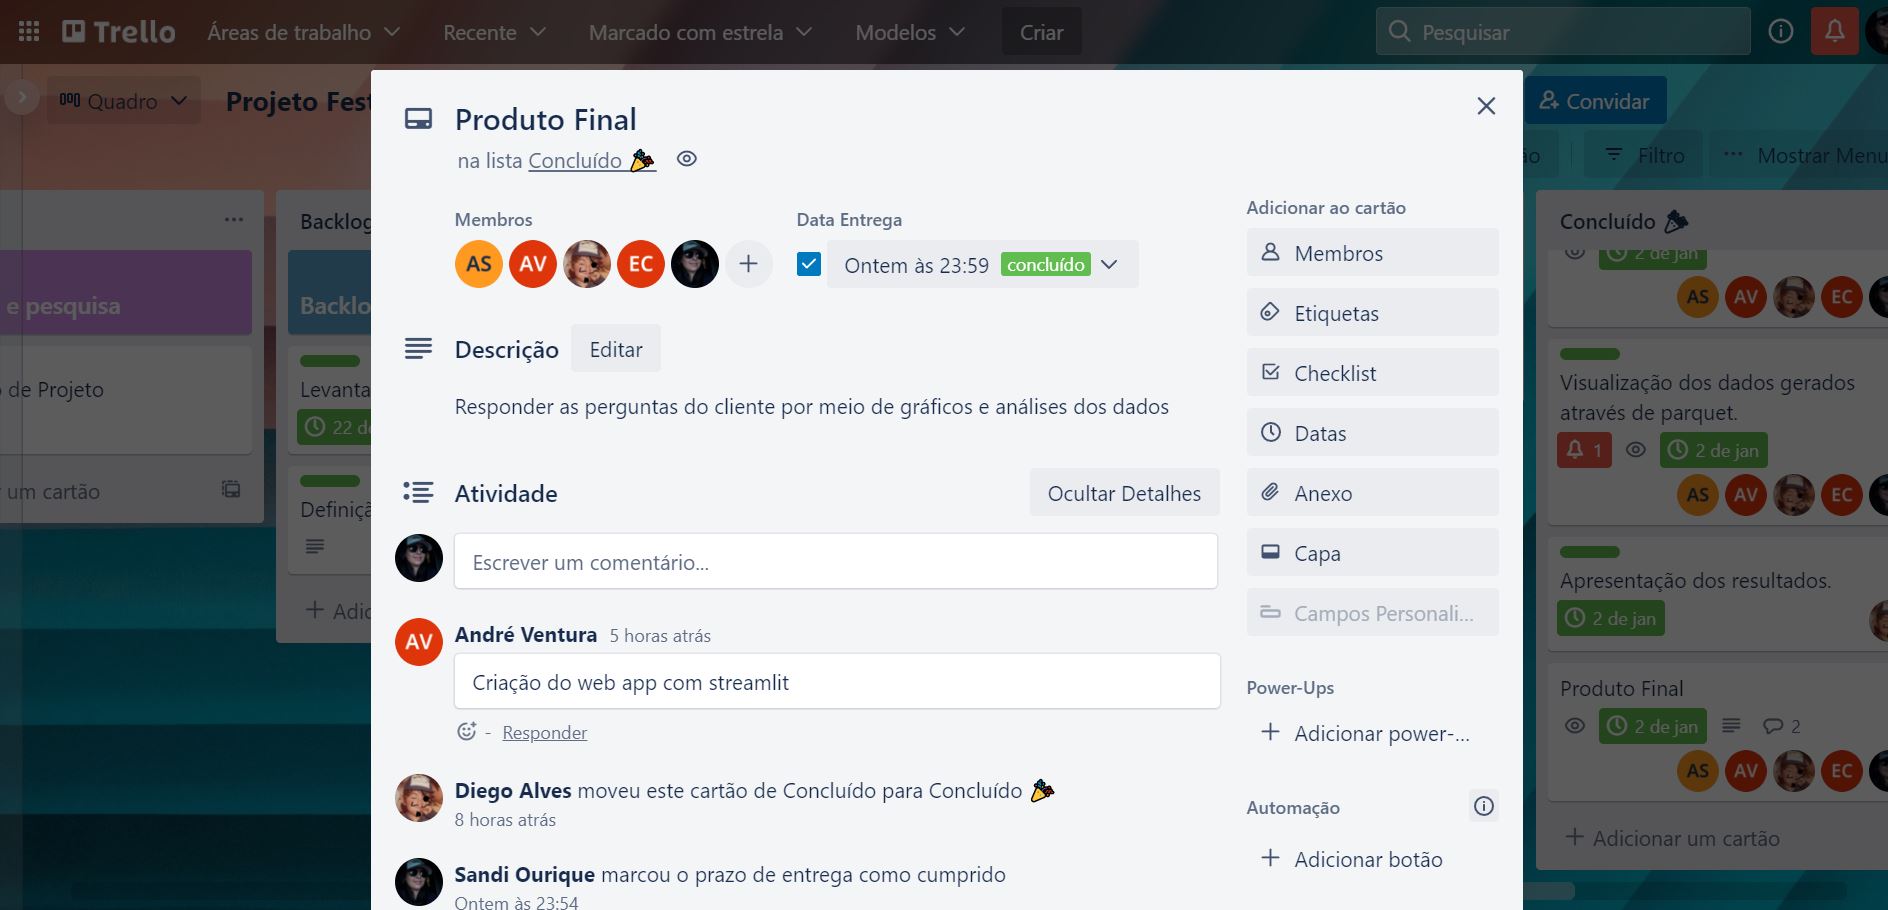 Trello
Áreas de trabalho
Recente
Marcado com estrela
Modelos
Criar
Pesquisar
Quadro
Projeto Fest
Convidar
Filtro
Mostrar Menu
e pesquisa
de Projeto
um cartão
Backlog
Levanta
22 de
Definiçã
Adic
Produto Final
na lista Concluído
Membros
AS
AV
EC
Data Entrega
Ontem às 23:59 concluído
Descrição
Editar
Responder as perguntas do cliente por meio de gráficos e análises dos dados
Atividade
Ocultar Detalhes
Escrever um comentário...
AV
André Ventura 5 horas atrás
Criação do web app com streamlit
- Responder
Diego Alves moveu este cartão de Concluído para Concluído
8 horas atrás
Sandi Ourique marcou o prazo de entrega como cumprido
Ontem às 23:54
Adicionar ao cartão
Membros
Etiquetas
Checklist
Datas
Anexo
Capa
Campos Personali...
Power-Ups
Adicionar power-...
Automação
Adicionar botão
Concluído
2 de jan
AS AV EC
Visualização dos dados gerados
através de parquet.
1
2 de jan
AS AV EC
Apresentação dos resultados.
2 de jan
Produto Final
2 de jan
2
AS AV EC
Adicionar um cartão